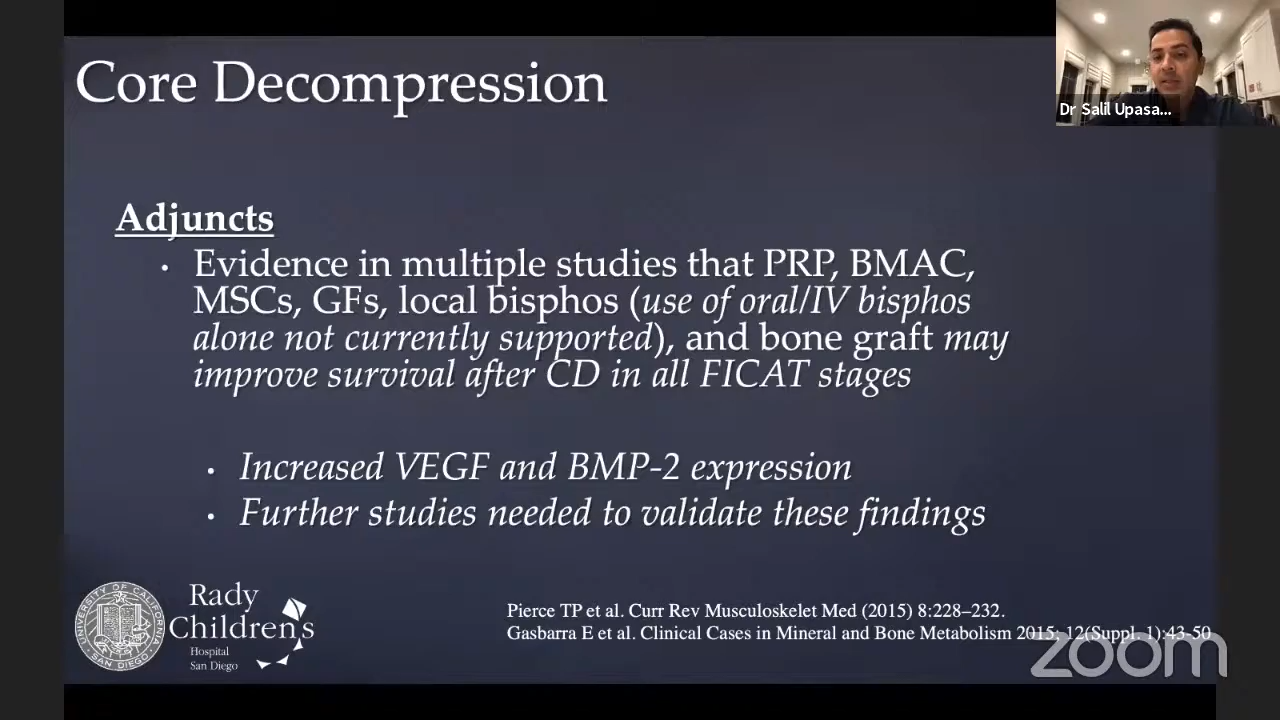 Core Decompression
Dr Salil Upasa...
Adjuncts
• Evidence in multiple studies that PRP, BMAC,
MSCs, GFs, local bisphos (use of oral/IV bisphos
alone not currently supported), and bone graft may
improve survival after CD in all FICAT stages
• Increased VEGF and BMP-2 expression
• Further studies needed to validate these findings
UNIVERSITY OF CALIFORNIA
SAN DIEGO
Rady
Children's
Hospital
San Diego
Pierce TP et al. Curr Rev Musculoskelet Med (2015) 8:228–232.
Gasbarra E et al. Clinical Cases in Mineral and Bone Metabolism 2015; 12(Suppl. 1):43-50
zoom